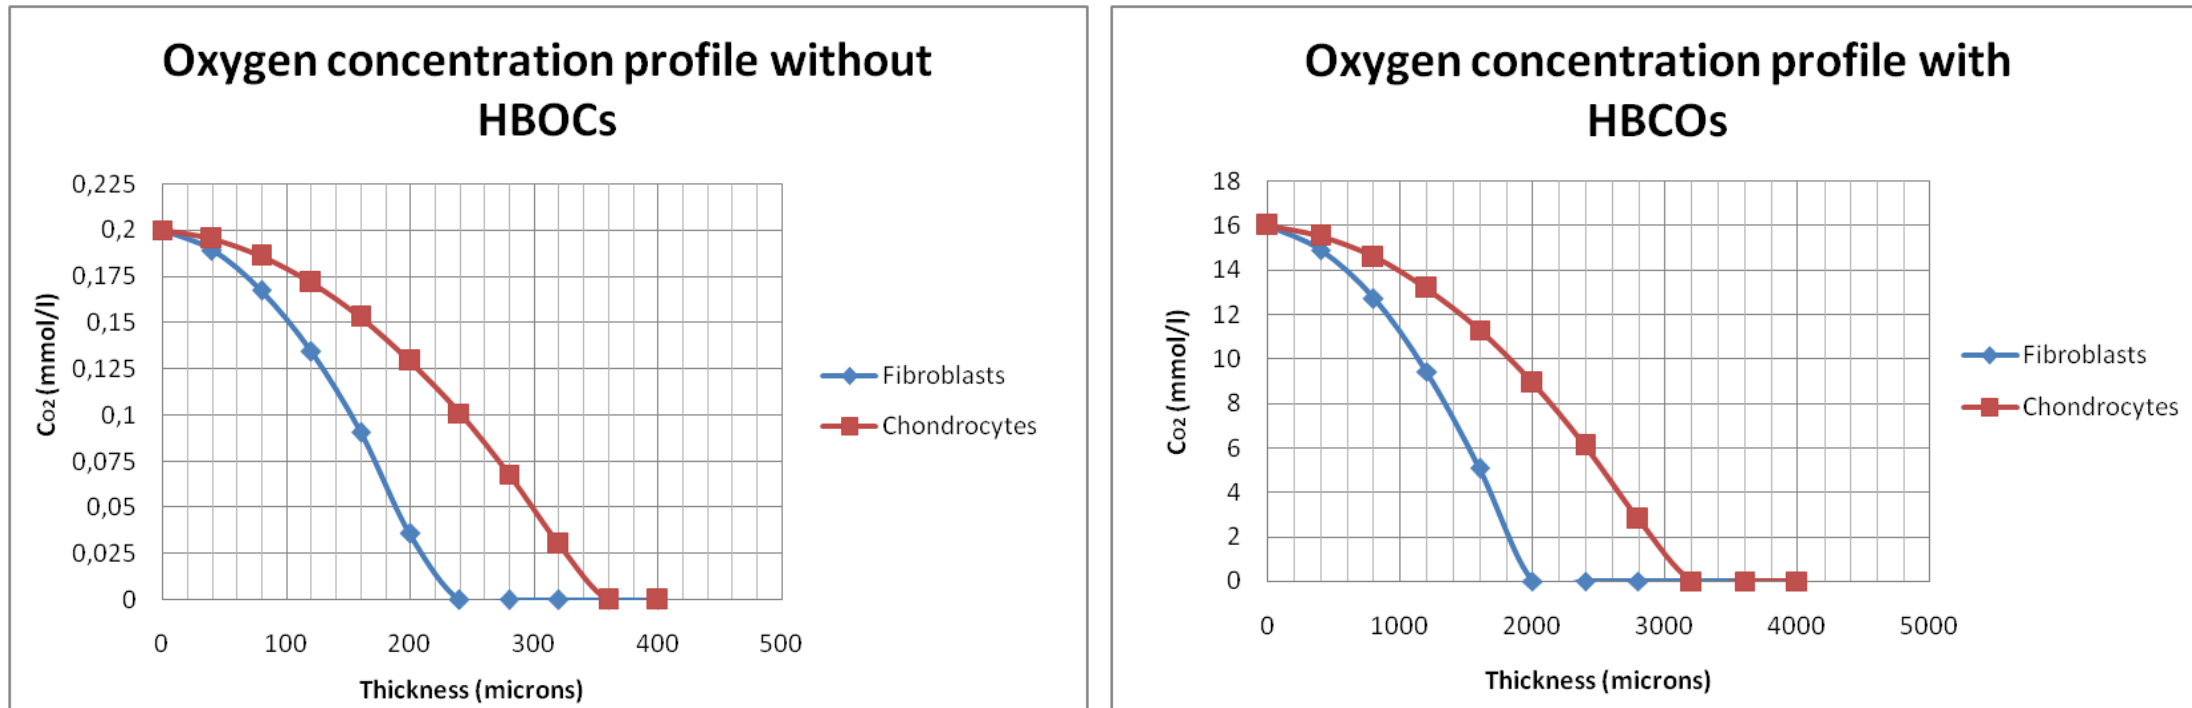 Oxygen concentration profile without
HBOCs
0,225
0,2
0,175
0,15
0,125
0,1
0,075
0,05
0,025
0
Co2 (mmol/l)
0 100 200 300 400 500
Thickness (microns)
Fibroblasts
Chondrocytes
Oxygen concentration profile with
HBCOs
18
16
14
12
10
8
6
4
2
0
Co2 (mmol/l)
0 1000 2000 3000 4000 5000
Thickness (microns)
Fibroblasts
Chondrocytes